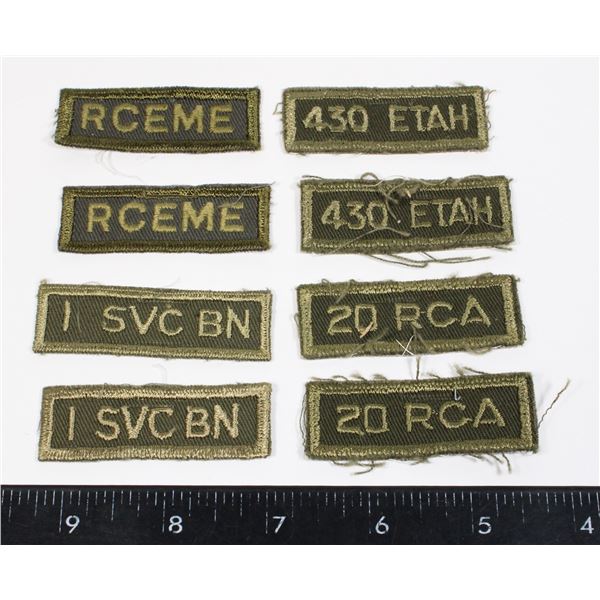 RCEME
430 ETAH
RCEME
430 ETAH
1 SVC BN
20 RCA
1 SVC BN
20 RCA
9 8 7 6 5 4